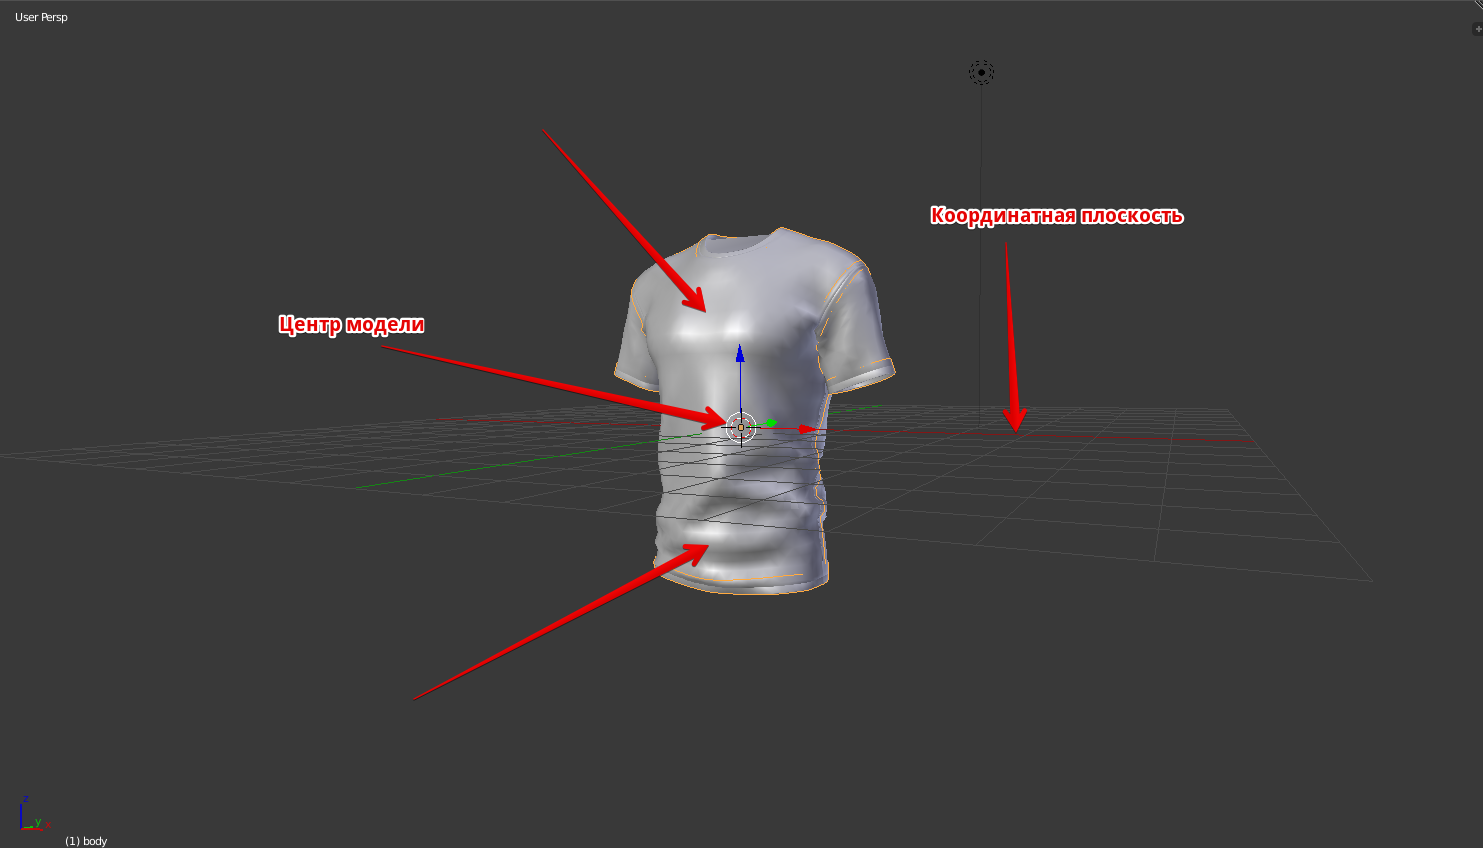 User Persp
Координатная плоскость
Центр модели
z
y x
(1) body